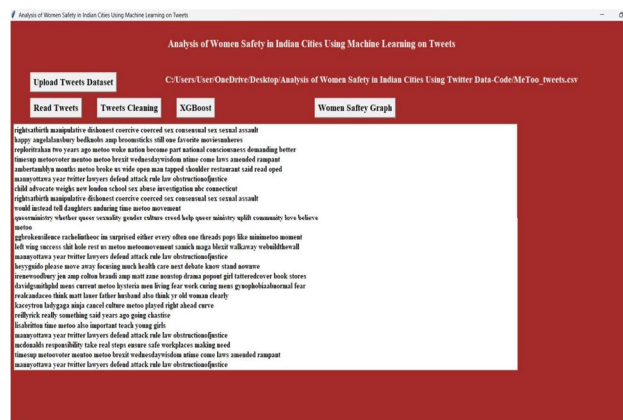 Analysis of Women Safety in Indian Cities Using Machine Learning on Tweets
Analysis of Women Safety in Indian Cities Using Machine Learning on Tweets
Upload Tweets Dataset
C:/Users/User/OneDrive/Desktop/Analysis of Women Safety in Indian Cities Using Twitter Data-Code/MeToo_tweets.csv
Read Tweets Tweets Cleaning XGBoost Women Saftey Graph
rightsatbirth manipulative dishonest coercive coerced sex consensual sex sexual assault
happy angelalansbury bedknobs amp broomsticks still one favorite moviesnuheres
reploritrahan two years ago metoo woke nation become part national consciousness demanding better
timesup metoovoter mentoo metoo brexit wednesdaywisdom ntime come laws amended rampant
ambertamblyn months metoo broke us wide open man tapped shoulder restaurant said read oped
mannyottawa year twitter lawyers defend attack rule law obstructionofjustice
child advocate weighs new london school sex abuse investigation nbc connecticut
rightsatbirth manipulative dishonest coercive coerced sex consensual sex sexual assault
would instead tell daughters nnduring time metoo movement
queerministry whether queer sexuality gender culture creed help queer ministry uplift community love believe
metoo
ggbrokensilence rachelintheoc im surprised either every often one threads pops like minimetoo moment
left wing success shit hole rest us metoo metoomovement samich maga blexit walkaway webuildthewall
mannyottawa year twitter lawyers defend attack rule law obstructionofjustice
beyyguido please move away focusing much health care next debate know stand nowuwe
irenewoodbury jen amp colton brandi amp matt zane nonstop drama popout girl tatteredcover book stores
davidgsmithphd mens current metoo hysteria men living fear work curing mens gynophobiaabnormal fear
realcandaceo think matt lauer father husband also think yr old woman clearly
kaceytron ladygaga ninja cancel culture metoo played right ahead curve
reillyrick really something said years ago going chastise
lisabritton time metoo also important teach young girls
mannyottawa year twitter lawyers defend attack rule law obstructionofjustice
mcdonalds responsibility take real steps ensure safe workplaces making need
timesup metoovoter mentoo metoo brexit wednesdaywisdom ntime come laws amended rampant
mannyottawa year twitter lawyers defend attack rule law obstructionofjustice